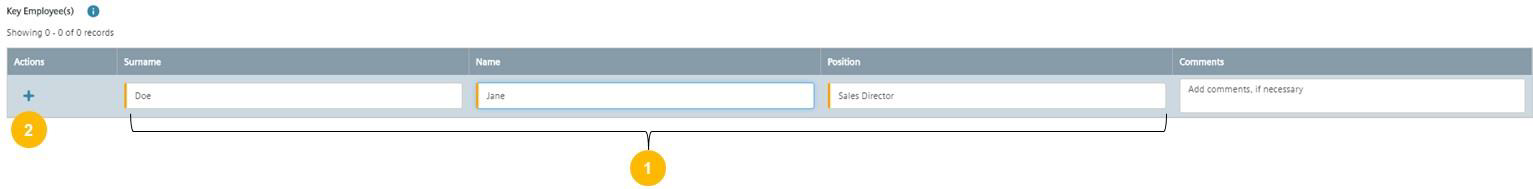 Key Employee(s) i
Showing 0 - 0 of 0 records
Actions Surname Name Position Comments
+ Doe Jane Sales Director Add comments, if necessary
2
1